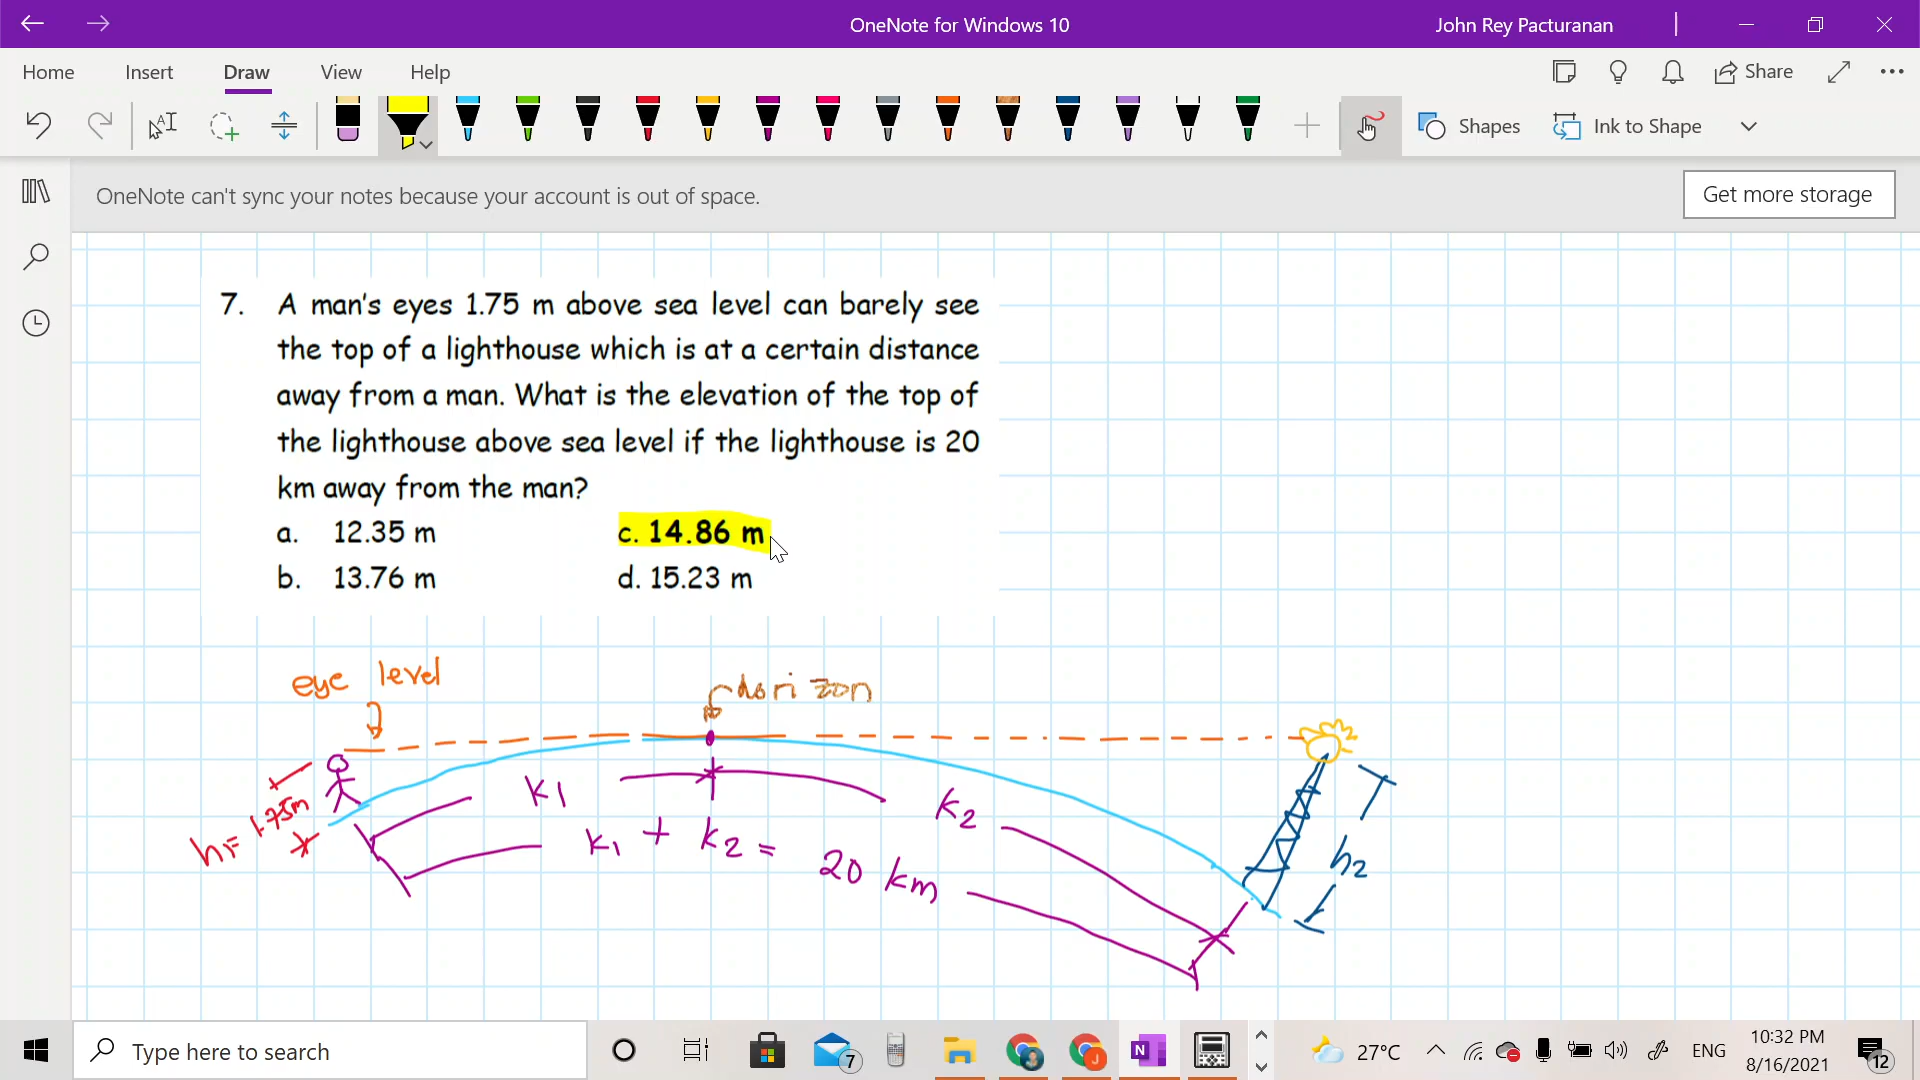 OneNote for Windows 10
John Rey Pacturanan
Home Insert Draw View Help
Share
Shapes
Ink to Shape
OneNote can't sync your notes because your account is out of space.
Get more storage
7. A man's eyes 1.75 m above sea level can barely see
the top of a lighthouse which is at a certain distance
away from a man. What is the elevation of the top of
the lighthouse above sea level if the lighthouse is 20
km away from the man?
a. 12.35 m c. 14.86 m
b. 13.76 m d. 15.23 m
eye level
horizon
h= 1.75m
K1
K2
K1 + K2 = 20 km
h2
Type here to search
7
N
27°C
ENG
10:32 PM
8/16/2021
12